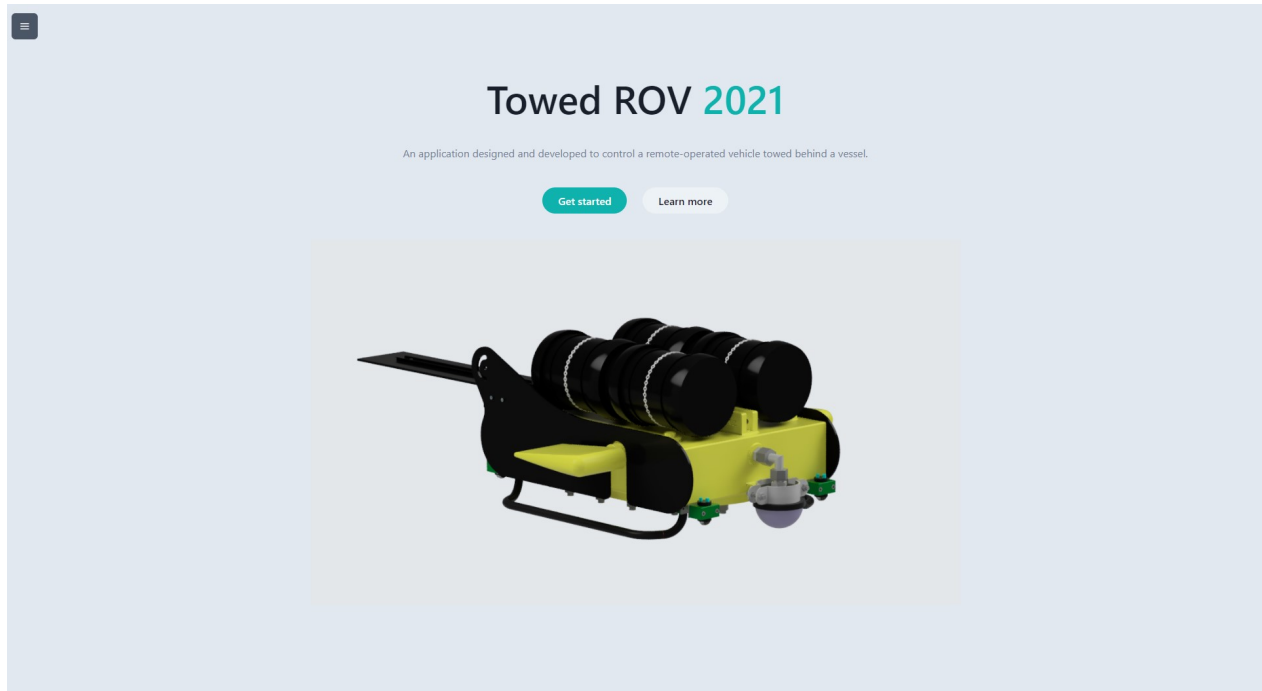 Towed ROV 2021
An application designed and developed to control a remote-operated vehicle towed behind a vessel.
Get started
Learn more